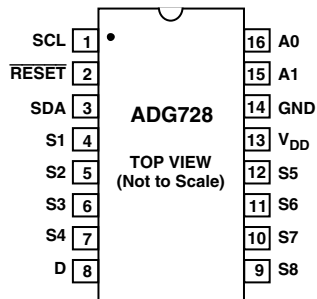 SCL 1 16 A0
RESET 2 15 A1
SDA 3 14 GND
ADG728
S1 4 13 VDD
TOP VIEW
S2 5 12 S5
(Not to Scale)
S3 6 11 S6
S4 7 10 S7
D 8 9 S8